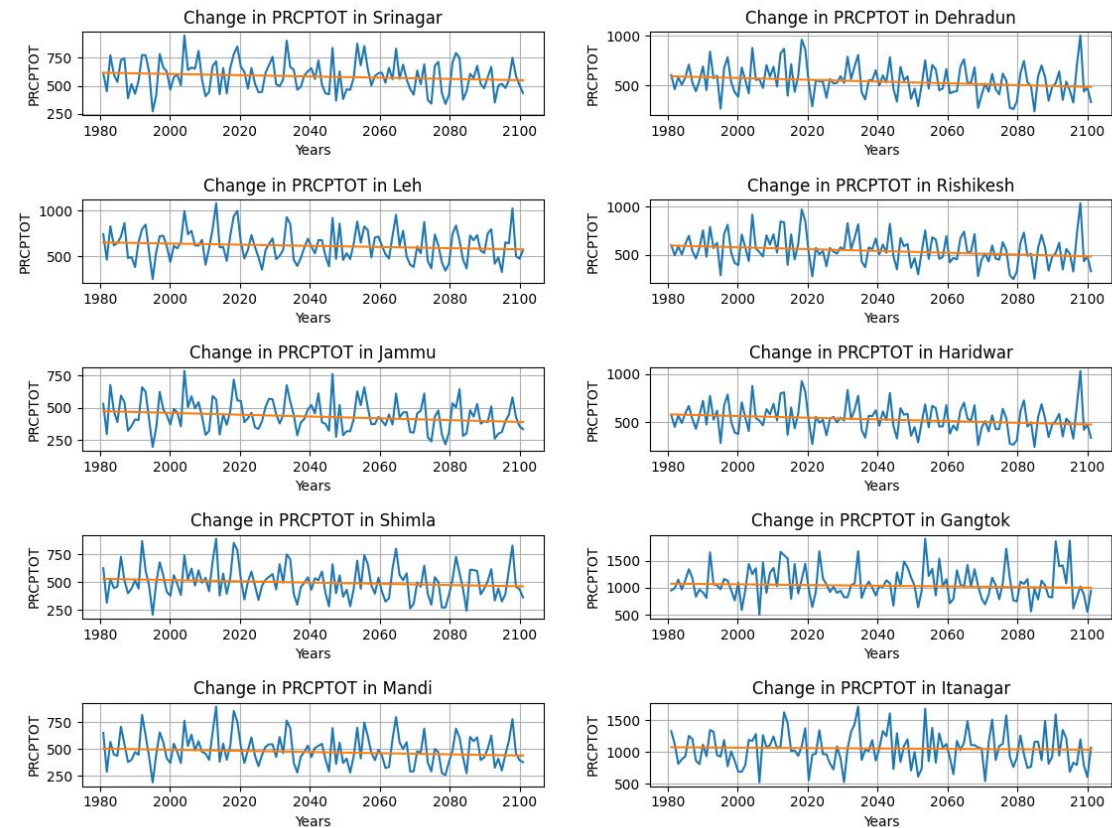 Change in PRCPTOT in Srinagar
PRCPTOT
750
500
250
1980 2000 2020 2040 2060 2080 2100
Years
Change in PRCPTOT in Dehradun
PRCPTOT
1000
500
1980 2000 2020 2040 2060 2080 2100
Years
Change in PRCPTOT in Leh
PRCPTOT
1000
500
1980 2000 2020 2040 2060 2080 2100
Years
Change in PRCPTOT in Rishikesh
PRCPTOT
1000
500
1980 2000 2020 2040 2060 2080 2100
Years
Change in PRCPTOT in Jammu
PRCPTOT
750
500
250
1980 2000 2020 2040 2060 2080 2100
Years
Change in PRCPTOT in Haridwar
PRCPTOT
1000
500
1980 2000 2020 2040 2060 2080 2100
Years
Change in PRCPTOT in Shimla
PRCPTOT
750
500
250
1980 2000 2020 2040 2060 2080 2100
Years
Change in PRCPTOT in Gangtok
PRCPTOT
1500
1000
500
1980 2000 2020 2040 2060 2080 2100
Years
Change in PRCPTOT in Mandi
PRCPTOT
750
500
250
1980 2000 2020 2040 2060 2080 2100
Years
Change in PRCPTOT in Itanagar
PRCPTOT
1500
1000
500
1980 2000 2020 2040 2060 2080 2100
Years